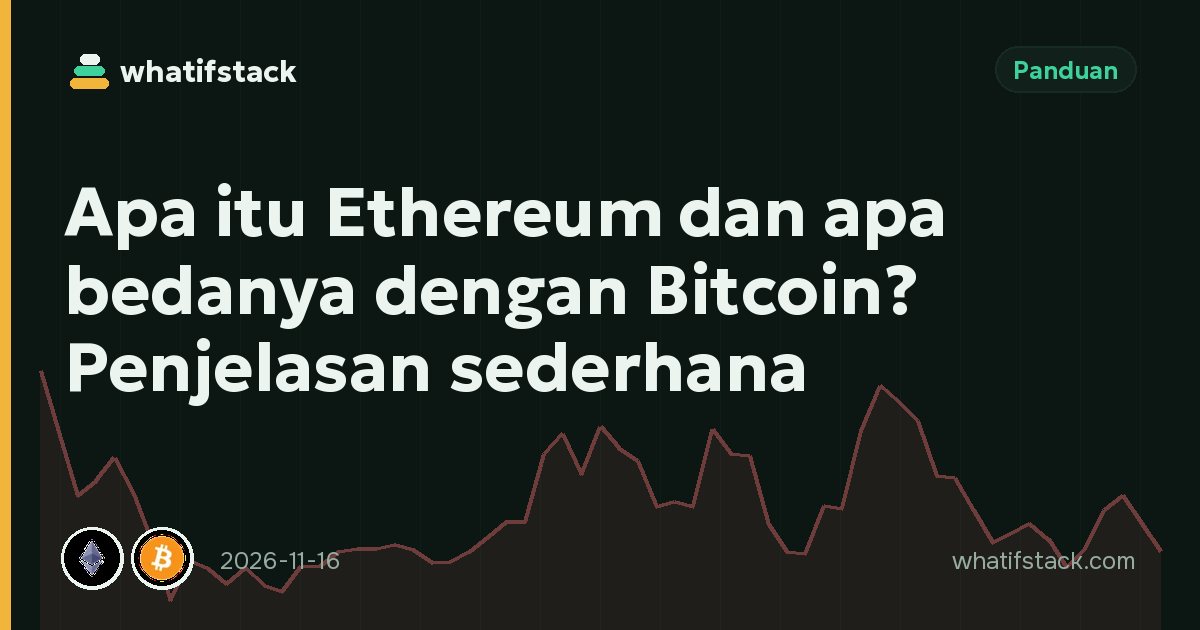 whatifstack
Panduan
Apa itu Ethereum dan apa
bedanya dengan Bitcoin?
Penjelasan sederhana
2026-11-16
whatifstack.com